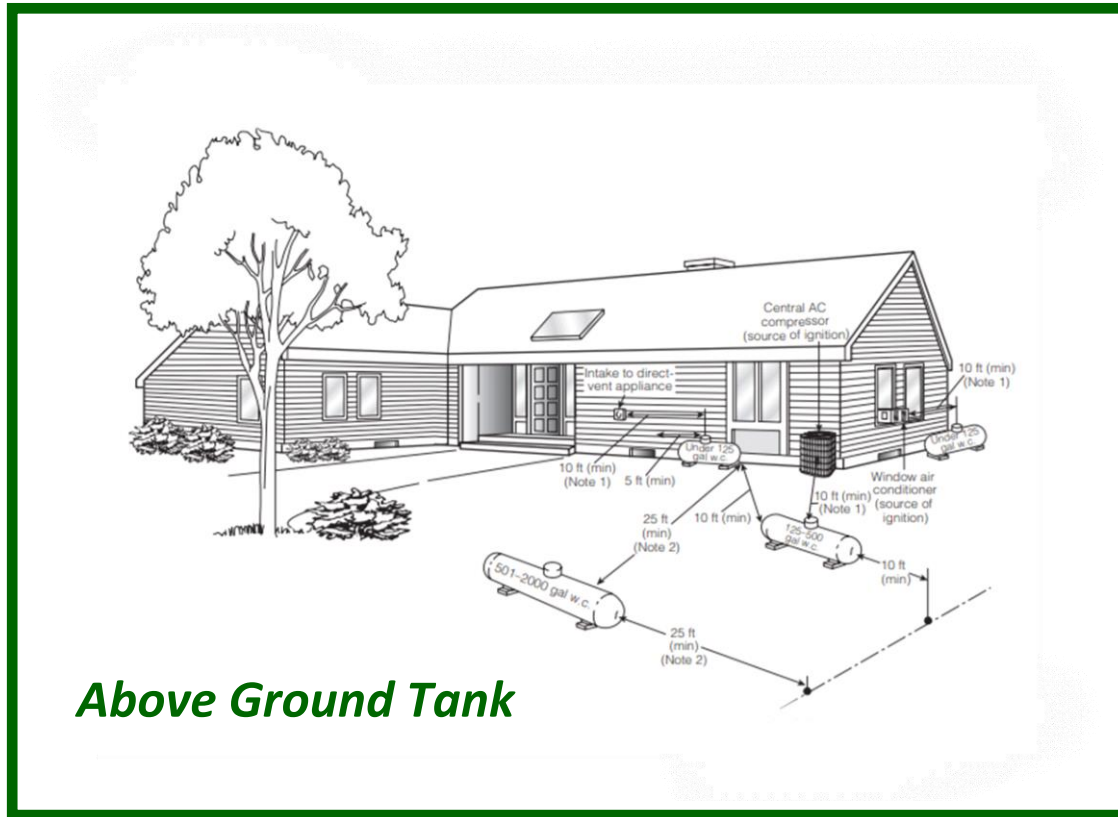 Central AC
compressor
(source of ignition)
Intake to direct-
vent appliance
10 ft (min)
(Note 1)
Under 125
gal w.c.
Under 125
gal w.c.
10 ft (min)
(Note 1)
5 ft (min)
Window air
conditioner
(source of
ignition)
10 ft (min)
(Note 1)
25 ft
(min)
(Note 2)
10 ft (min)
125–500
gal w.c.
10 ft
(min)
501–2000 gal w.c.
25 ft
(min)
(Note 2)
Above Ground Tank